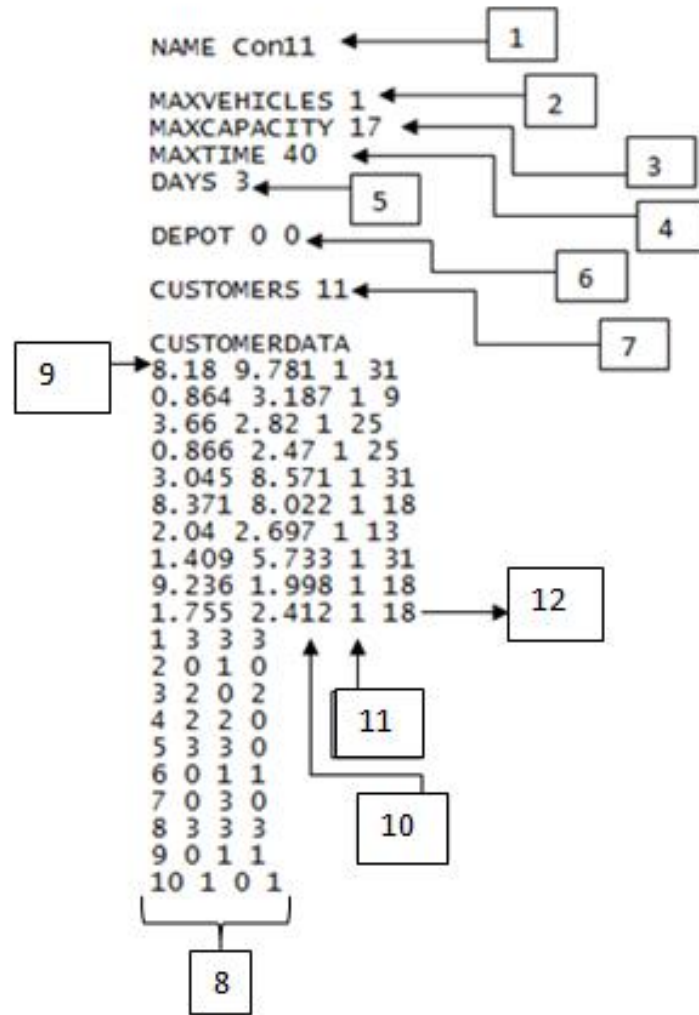 NAME Con11 1
MAXVEHICLES 1 2
MAXCAPACITY 17 3
MAXTIME 40 4
DAYS 3 5
DEPOT 0 0 6
CUSTOMERS 11 7
CUSTOMERDATA
9 8.18 9.781 1 31
0.864 3.187 1 9
3.66 2.82 1 25
0.866 2.47 1 25
3.045 8.571 1 31
8.371 8.022 1 18
2.04 2.697 1 13
1.409 5.733 1 31
9.236 1.998 1 18
1.755 2.412 1 18 12
1 3 3 3
2 0 1 0
3 2 0 2
4 2 2 0
5 3 3 0
6 0 1 1
7 0 3 0
8 3 3 3
9 0 1 1
10 1 0 1
11
10
8